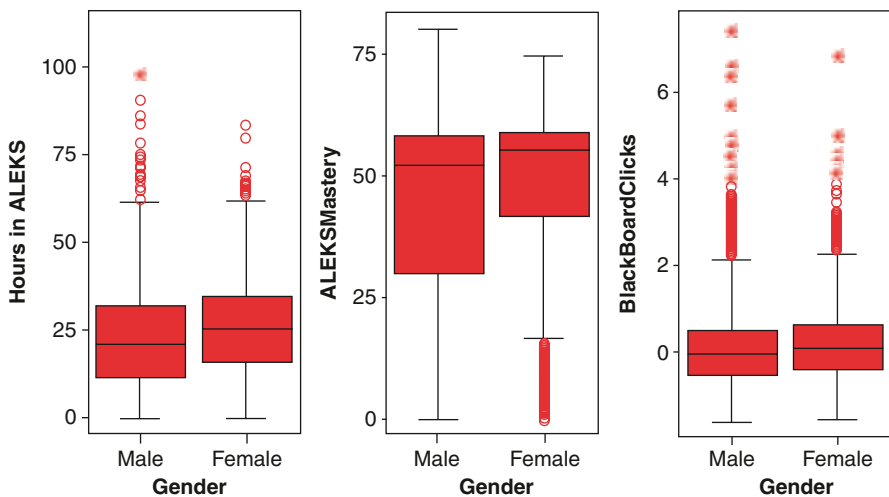 Hours in ALEKS
100
75
50
25
0
Male Female
Gender
ALEKSMastery
75
50
25
0
Male Female
Gender
BlackBoardClicks
6
4
2
0
Male Female
Gender